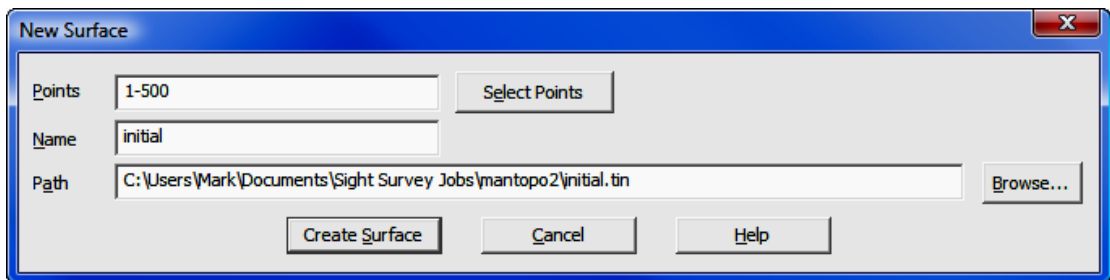 New Surface
Points 1-500 Select Points
Name initial
Path C:\Users\Mark\Documents\Sight Survey Jobs\mantopo2\initial.tin Browse...
Create Surface Cancel Help